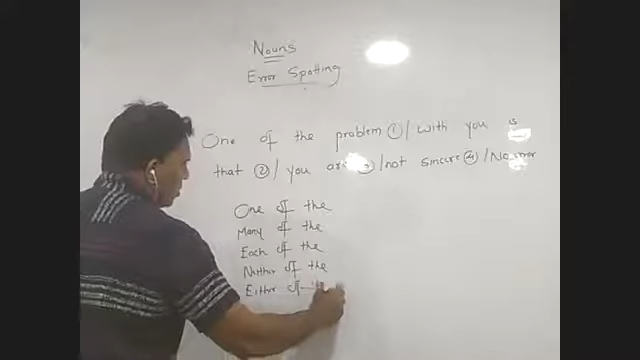 Nouns
Error Spotting
One of the problem ① / with you is
that ② / you are ③ / not sincure ④ / No error
One of the
Many of the
Each of the
Neither of the
Either of